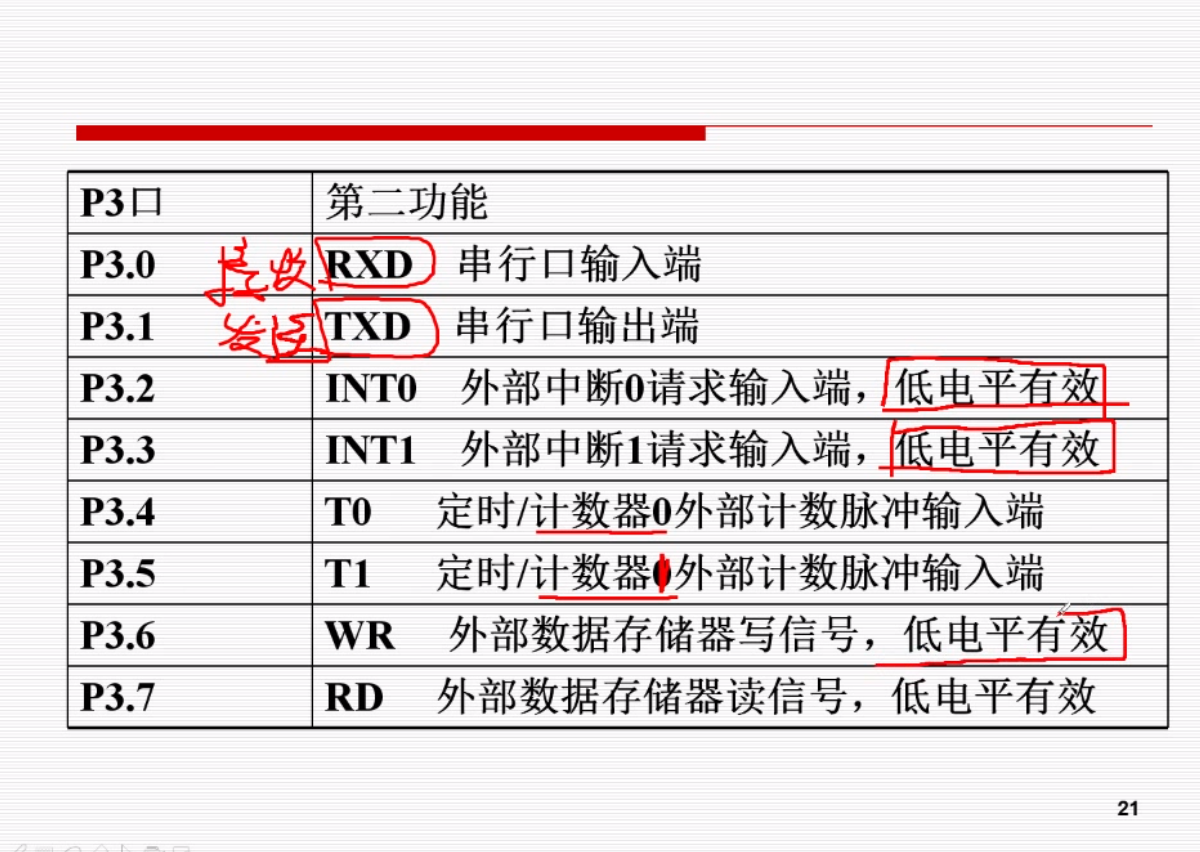 P3口 第二功能
P3.0 接收 RXD 串行口输入端
P3.1 发送 TXD 串行口输出端
P3.2 INT0 外部中断0请求输入端，低电平有效
P3.3 INT1 外部中断1请求输入端，低电平有效
P3.4 T0 定时/计数器0外部计数脉冲输入端
P3.5 T1 定时/计数器1外部计数脉冲输入端
P3.6 WR 外部数据存储器写信号，低电平有效
P3.7 RD 外部数据存储器读信号，低电平有效
21